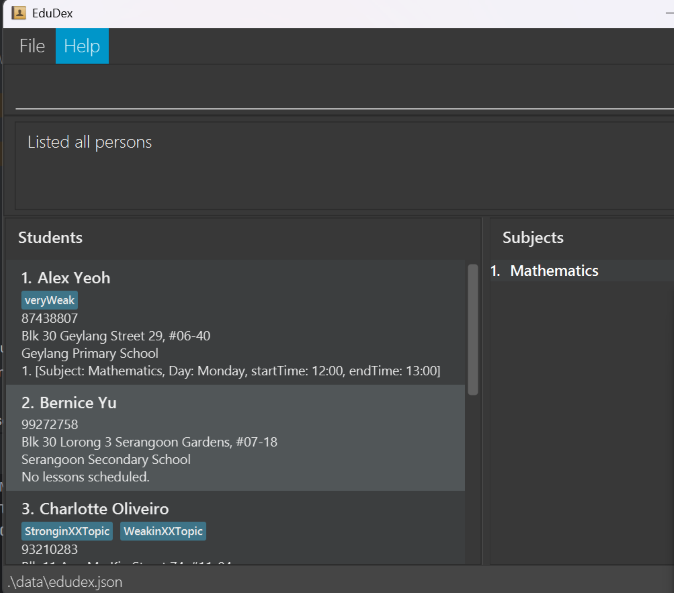 EduDex
File Help
Listed all persons
Students
1. Alex Yeoh
veryWeak
87438807
Blk 30 Geylang Street 29, #06-40
Geylang Primary School
1. [Subject: Mathematics, Day: Monday, startTime: 12:00, endTime: 13:00]
2. Bernice Yu
99272758
Blk 30 Lorong 3 Serangoon Gardens, #07-18
Serangoon Secondary School
No lessons scheduled.
3. Charlotte Oliveiro
StronginXXTopic WeakinXXTopic
93210283
Subjects
1. Mathematics
.\data\edudex.json